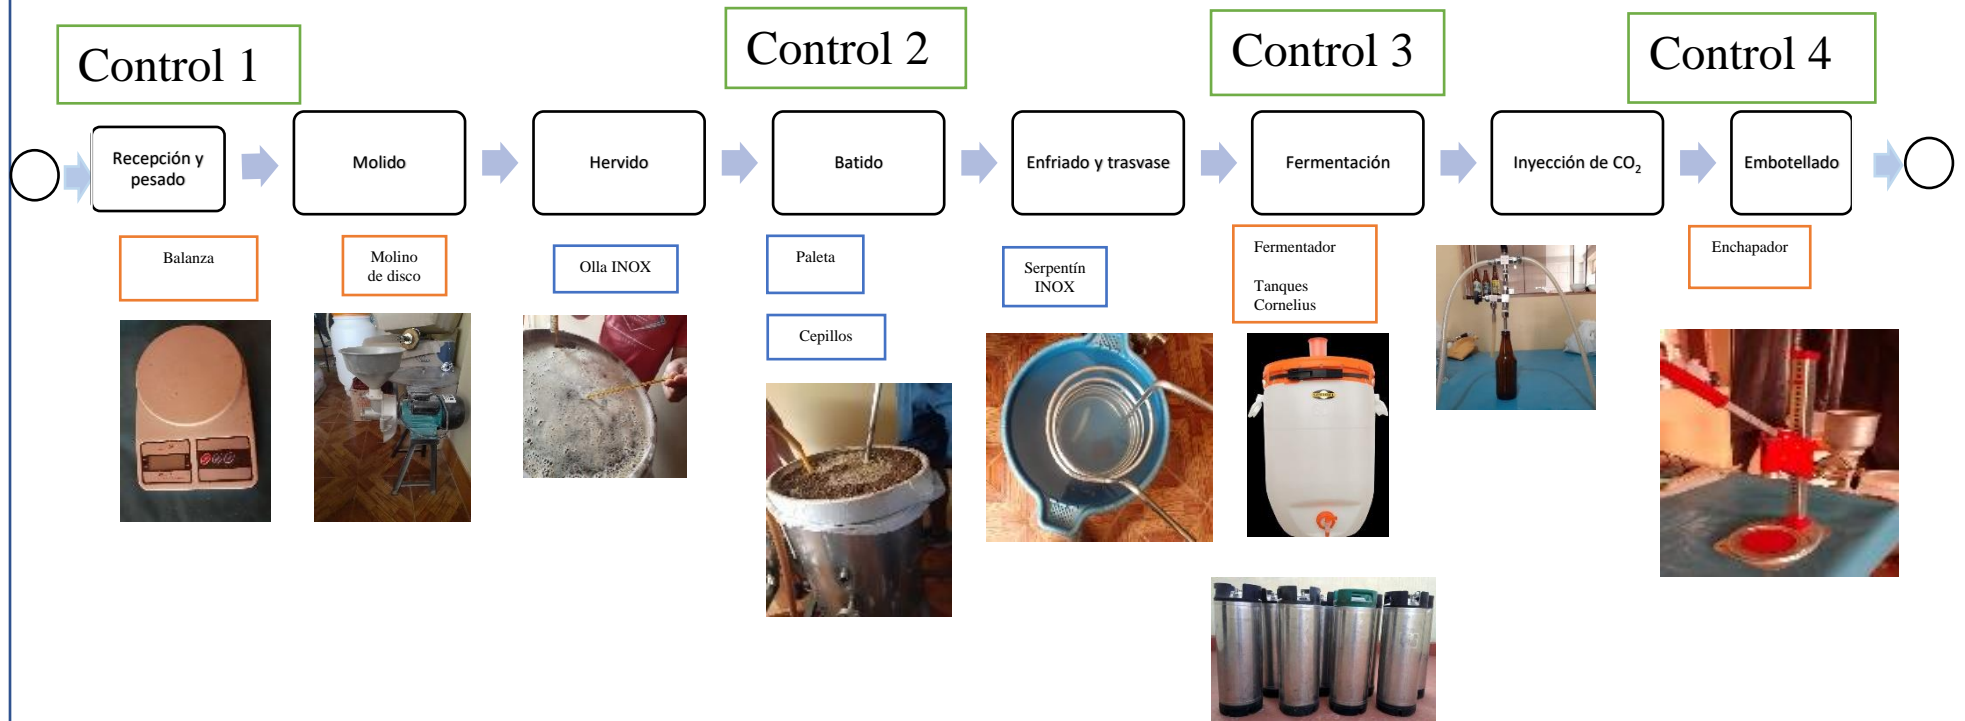 Control 1
Control 2
Control 3
Control 4
Recepción y
pesado
Molido
Hervido
Batido
Enfriado y trasvase
Fermentación
Inyección de CO₂
Embotellado
Balanza
Molino
de disco
Olla INOX
Paleta
Cepillos
Serpentín
INOX
Fermentador
Tanques
Cornelius
Enchapador